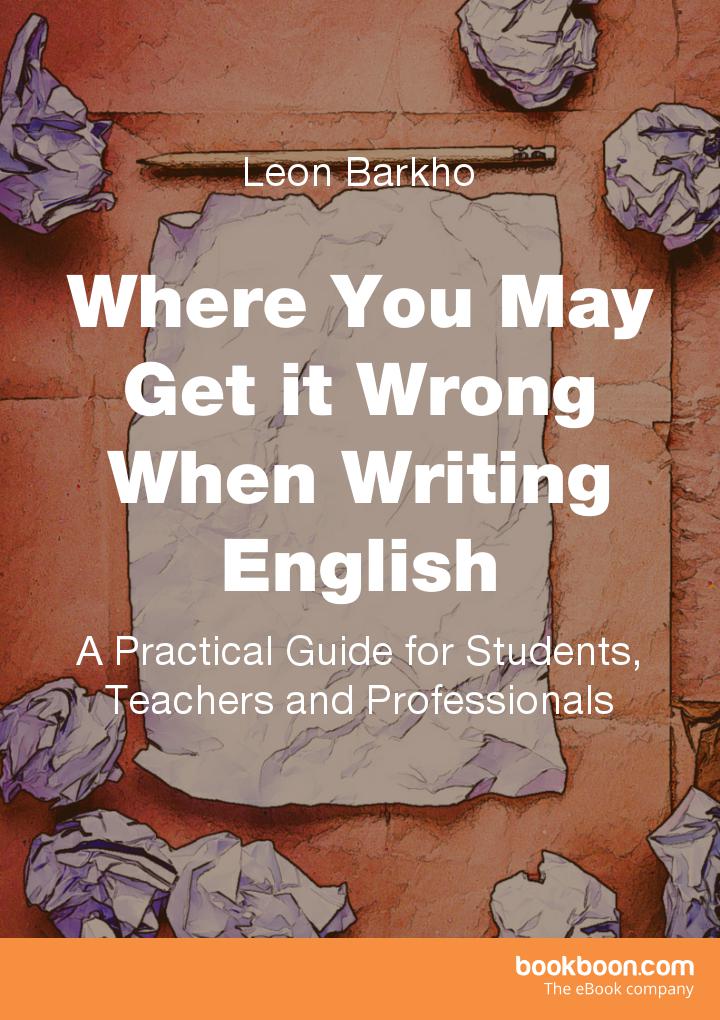 Leon Barkho
Where You May
Get it Wrong
When Writing
English
A Practical Guide for Students,
Teachers and Professionals
bookboon.com
The eBook company